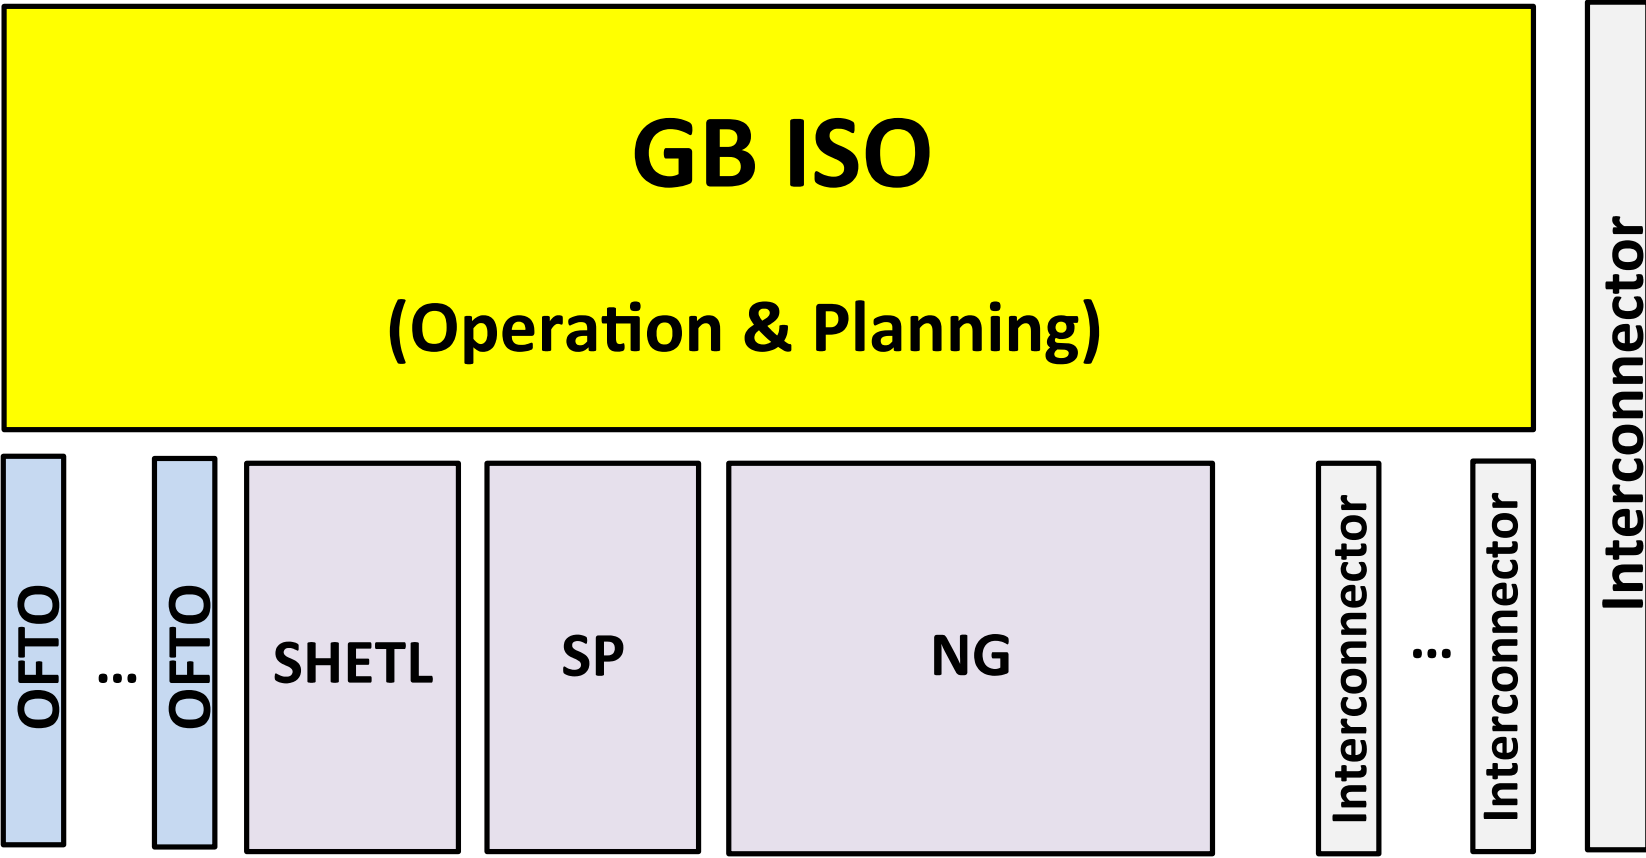 GB ISO
(Operation & Planning)
Interconnector
OFTO
...
OFTO
SHETL
SP
NG
Interconnector
...
Interconnector